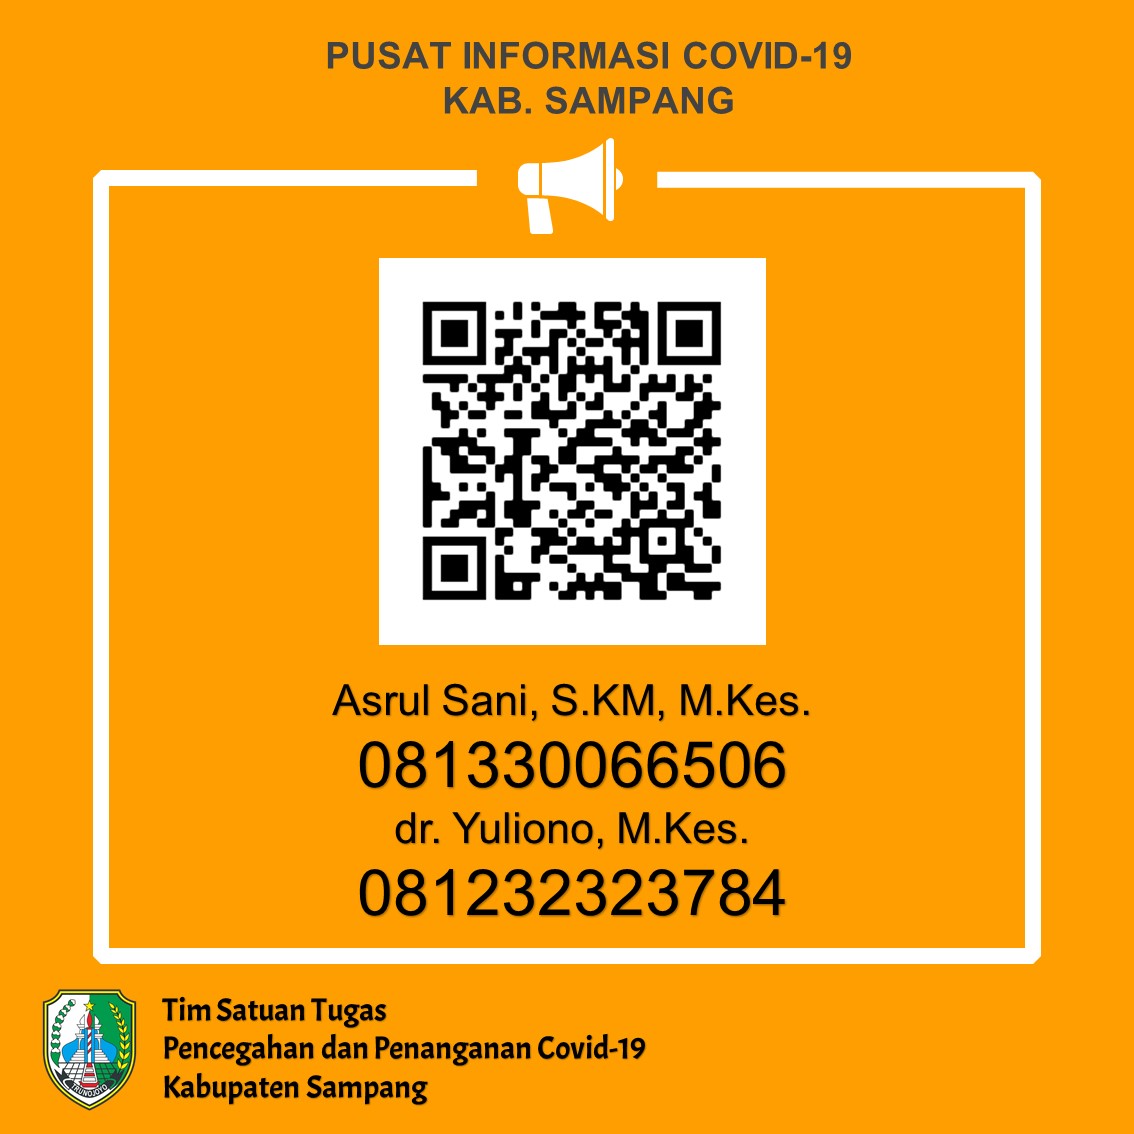 PUSAT INFORMASI COVID-19
KAB. SAMPANG
Asrul Sani, S.KM, M.Kes.
081330066506
dr. Yuliono, M.Kes.
081232323784
TRUNOJOYO
Tim Satuan Tugas
Pencegahan dan Penanganan Covid-19
Kabupaten Sampang